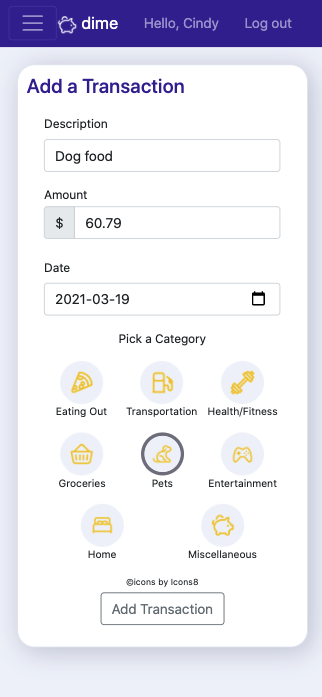 dime Hello, Cindy Log out
Add a Transaction
Description
Dog food
Amount
$ 60.79
Date
2021-03-19
Pick a Category
Eating Out Transportation Health/Fitness
Groceries Pets Entertainment
Home Miscellaneous
©icons by Icons8
Add Transaction